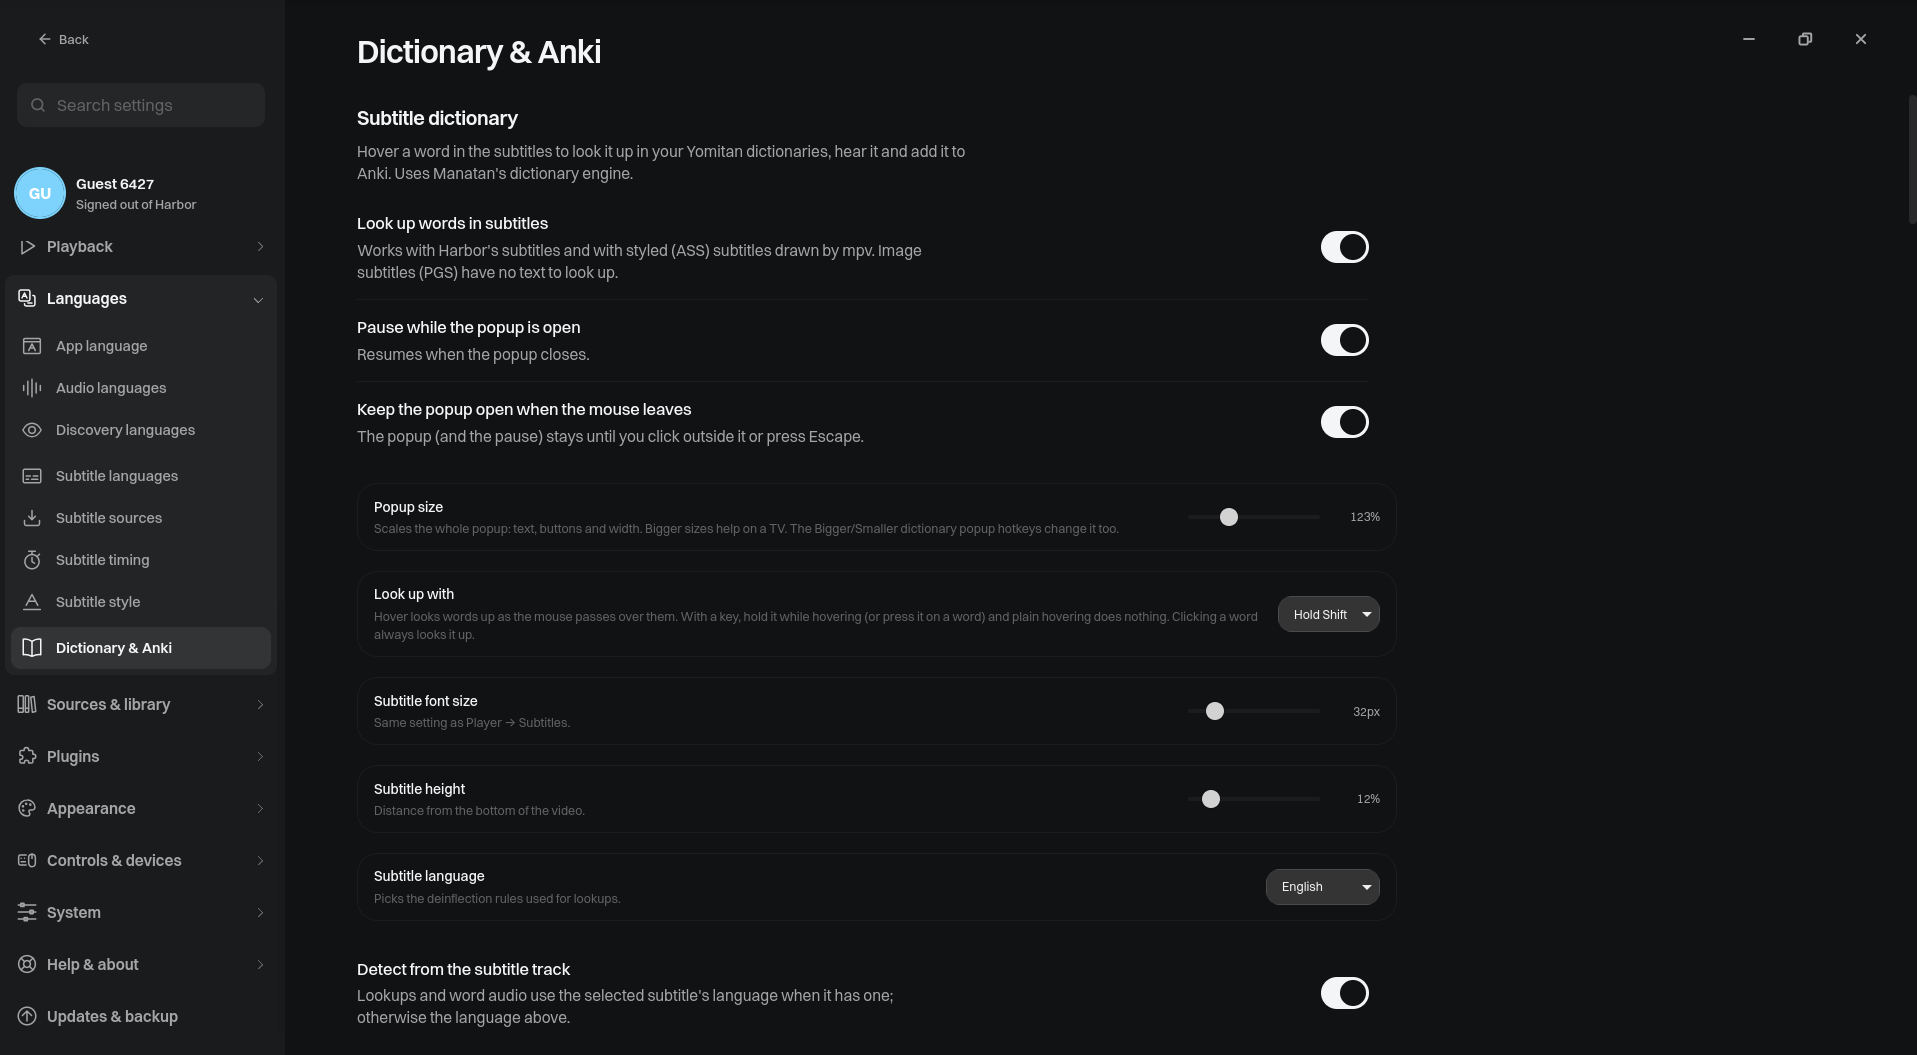 Back
Search settings
GU
Guest 6427
Signed out of Harbor
Playback
Languages
App language
Audio languages
Discovery languages
Subtitle languages
Subtitle sources
Subtitle timing
Subtitle style
Dictionary & Anki
Sources & library
Plugins
Appearance
Controls & devices
System
Help & about
Updates & backup
Dictionary & Anki
Subtitle dictionary
Hover a word in the subtitles to look it up in your Yomitan dictionaries, hear it and add it to
Anki. Uses Manatan's dictionary engine.
Look up words in subtitles
Works with Harbor's subtitles and with styled (ASS) subtitles drawn by mpv. Image
subtitles (PGS) have no text to look up.
Pause while the popup is open
Resumes when the popup closes.
Keep the popup open when the mouse leaves
The popup (and the pause) stays until you click outside it or press Escape.
Popup size
Scales the whole popup: text, buttons and width. Bigger sizes help on a TV. The Bigger/Smaller dictionary popup hotkeys change it too.
123%
Look up with
Hover looks words up as the mouse passes over them. With a key, hold it while hovering (or press it on a word) and plain hovering does nothing. Clicking a word
always looks it up.
Hold Shift
Subtitle font size
Same setting as Player → Subtitles.
32px
Subtitle height
Distance from the bottom of the video.
12%
Subtitle language
Picks the deinflection rules used for lookups.
English
Detect from the subtitle track
Lookups and word audio use the selected subtitle's language when it has one;
otherwise the language above.